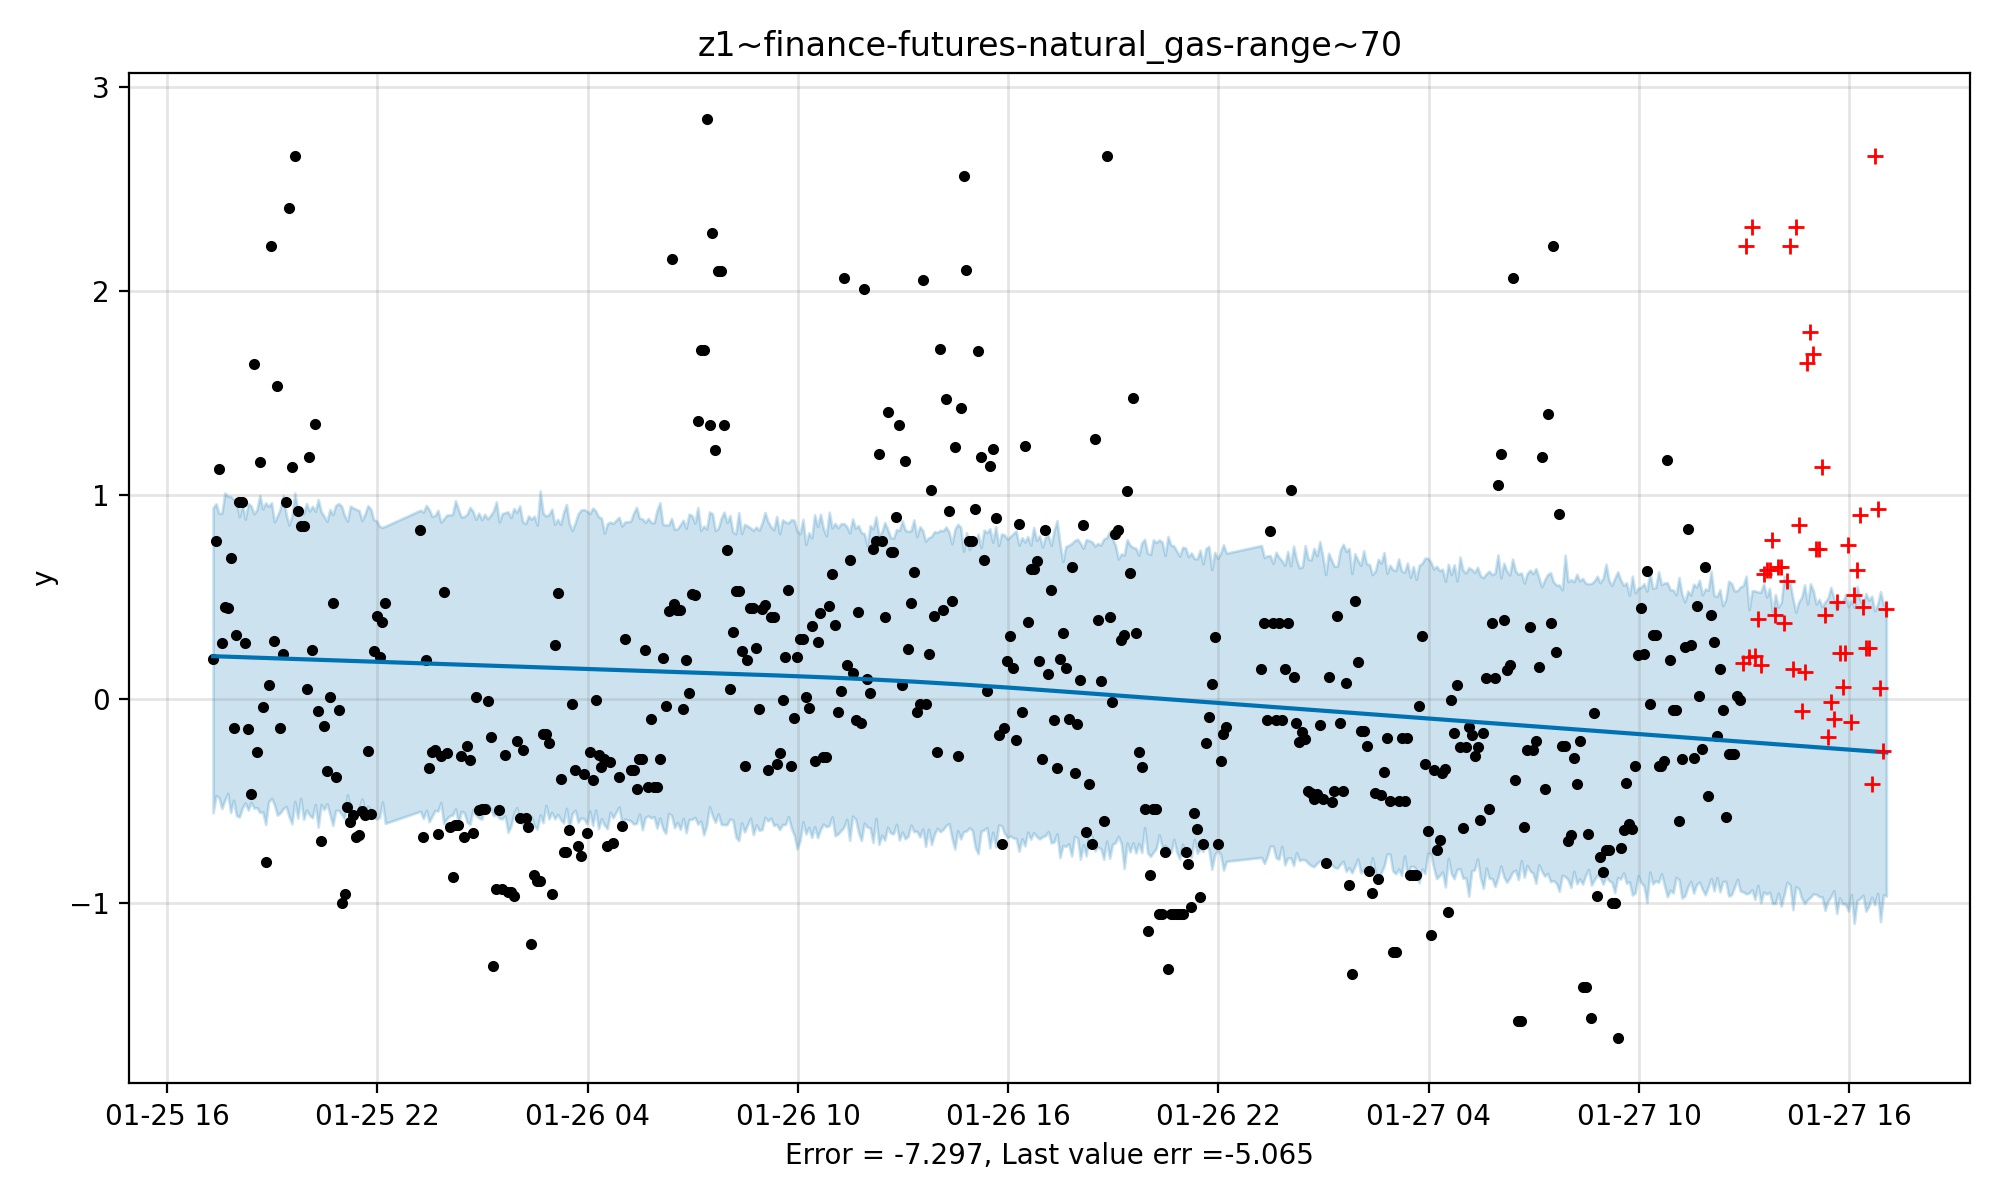 z1~finance-futures-natural_gas-range~70
3
2
1
0
−1
y
01-25 16 01-25 22 01-26 04 01-26 10 01-26 16 01-26 22 01-27 04 01-27 10 01-27 16
Error = -7.297, Last value err =-5.065